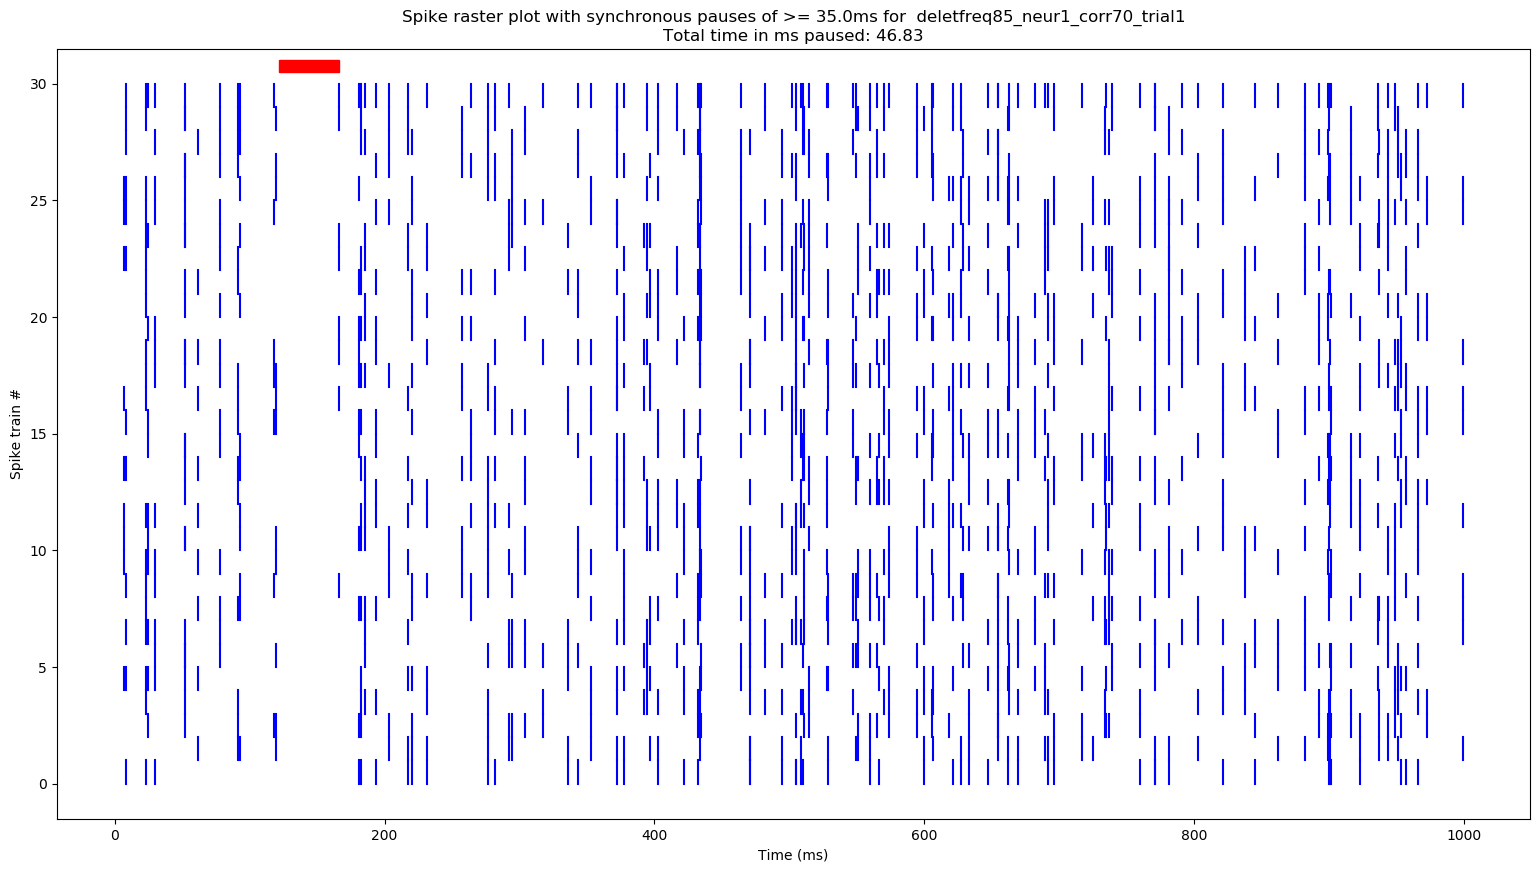 Spike raster plot with synchronous pauses of >= 35.0ms for  deletfreq85_neur1_corr70_trial1
Total time in ms paused: 46.83
30
25
20
15
10
5
0
Spike train #
0 200 400 600 800 1000
Time (ms)